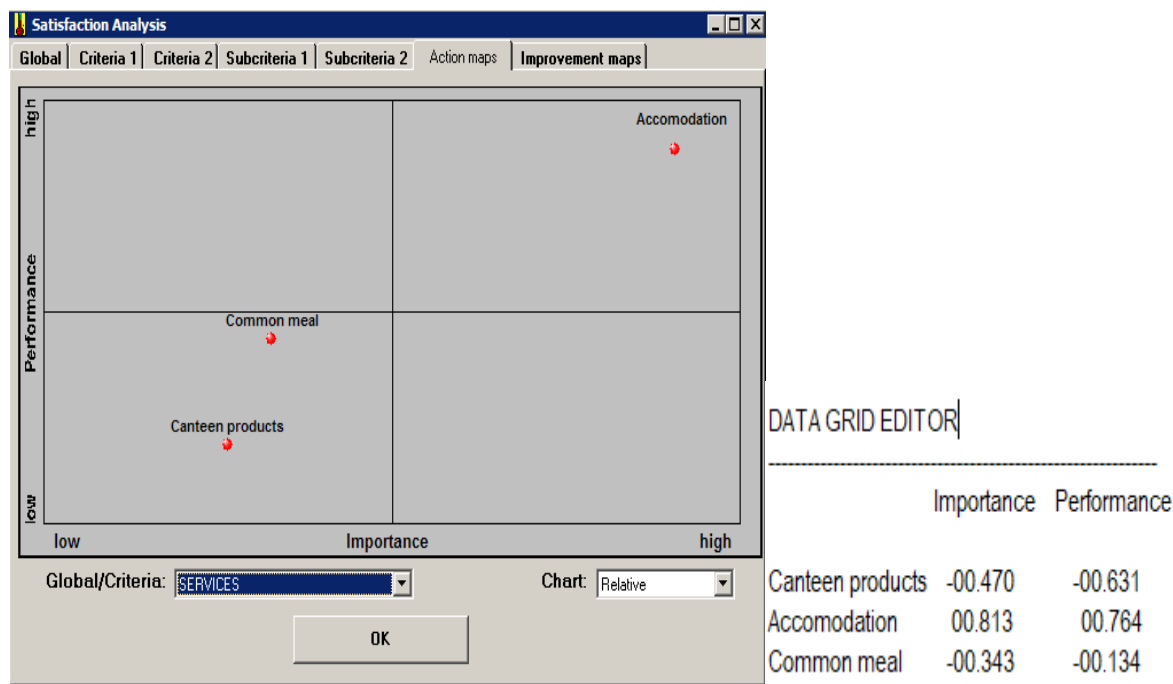 Satisfaction Analysis
Global Criteria 1 Criteria 2 Subcriteria 1 Subcriteria 2 Action maps Improvement maps
high
Accomodation
Performance
Common meal
Canteen products
low
low Importance high
Global/Criteria: SERVICES Chart: Relative
OK
DATA GRID EDITOR
------------------------------------------------------------
Importance Performance
Canteen products -00.470 -00.631
Accomodation 00.813 00.764
Common meal -00.343 -00.134